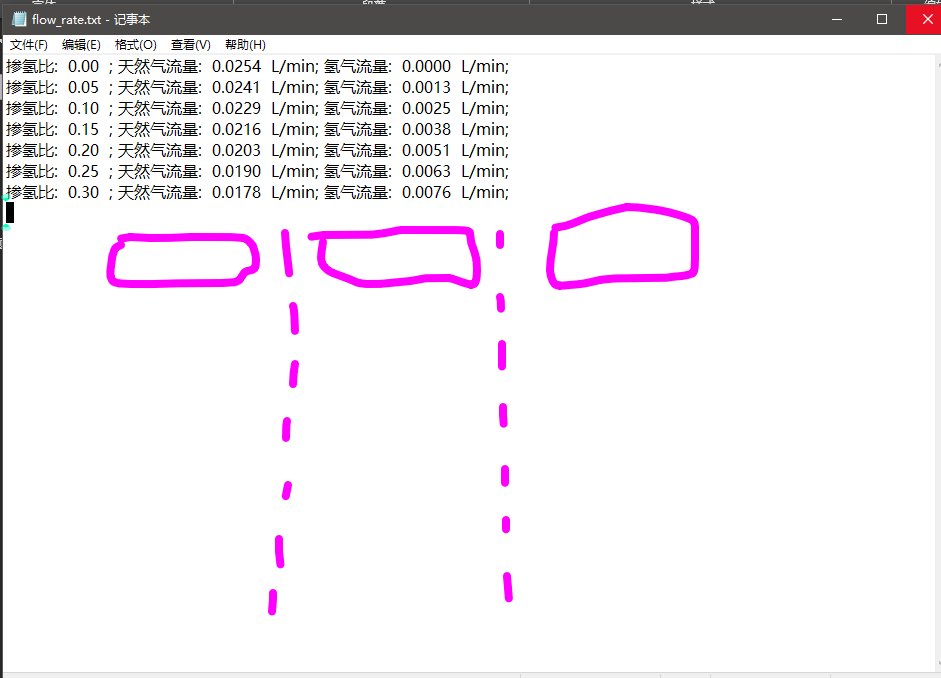 flow_rate.txt - 记事本
文件(F) 编辑(E) 格式(O) 查看(V) 帮助(H)
掺氢比: 0.00 ; 天然气流量: 0.0254 L/min; 氢气流量: 0.0000 L/min;
掺氢比: 0.05 ; 天然气流量: 0.0241 L/min; 氢气流量: 0.0013 L/min;
掺氢比: 0.10 ; 天然气流量: 0.0229 L/min; 氢气流量: 0.0025 L/min;
掺氢比: 0.15 ; 天然气流量: 0.0216 L/min; 氢气流量: 0.0038 L/min;
掺氢比: 0.20 ; 天然气流量: 0.0203 L/min; 氢气流量: 0.0051 L/min;
掺氢比: 0.25 ; 天然气流量: 0.0190 L/min; 氢气流量: 0.0063 L/min;
掺氢比: 0.30 ; 天然气流量: 0.0178 L/min; 氢气流量: 0.0076 L/min;